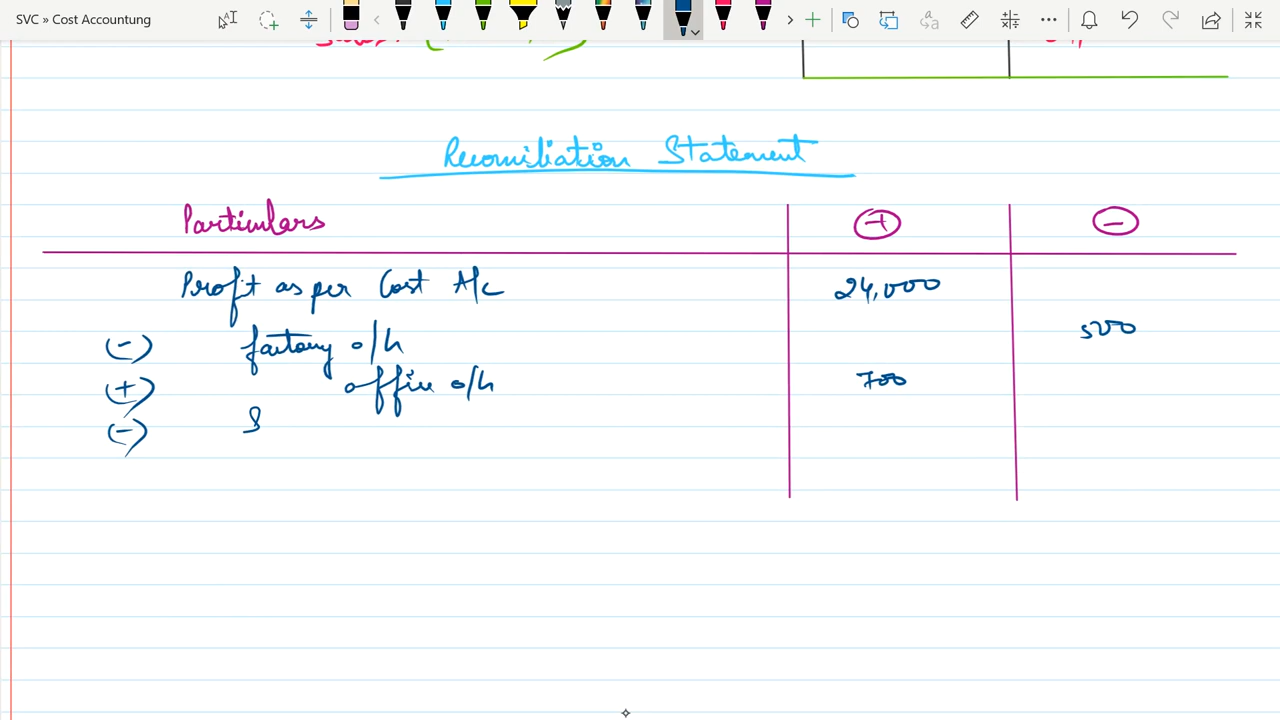 SVC » Cost Accountung
Reconciliation Statement
Particulars + -
Profit as per Cost A/c 24,000
(-) factory o/h 500
(+) office o/h 700
(-) S